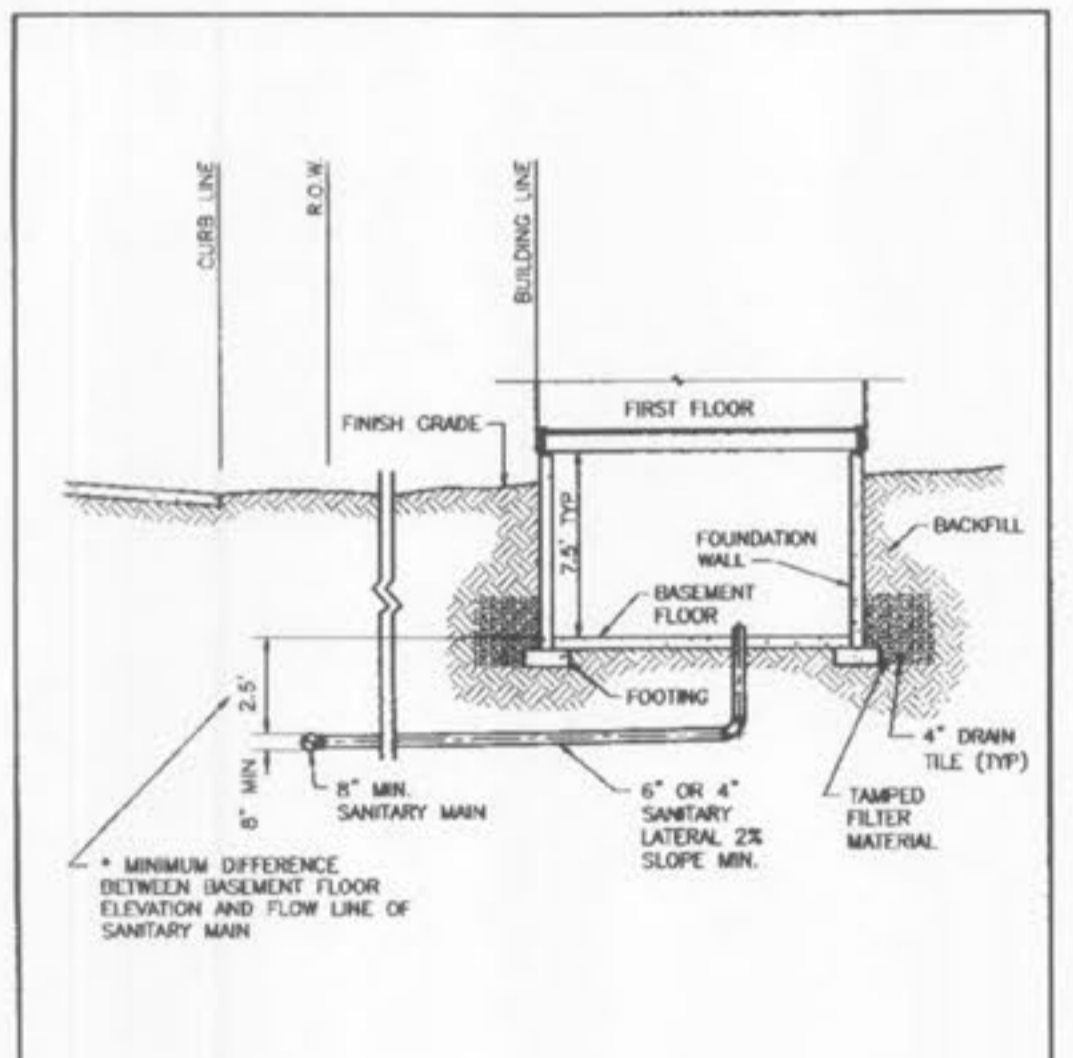 CURB LINE
R.O.W.
BUILDING LINE
FIRST FLOOR
FINISH GRADE
7.5' TYP
FOUNDATION
WALL
BACKFILL
BASEMENT
FLOOR
FOOTING
2.5'
8" MIN
8" MIN.
SANITARY MAIN
6" OR 4"
SANITARY
LATERAL 2%
SLOPE MIN.
4" DRAIN
TILE (TYP)
TAMPED
FILTER
MATERIAL
* MINIMUM DIFFERENCE
BETWEEN BASEMENT FLOOR
ELEVATION AND FLOW LINE OF
SANITARY MAIN